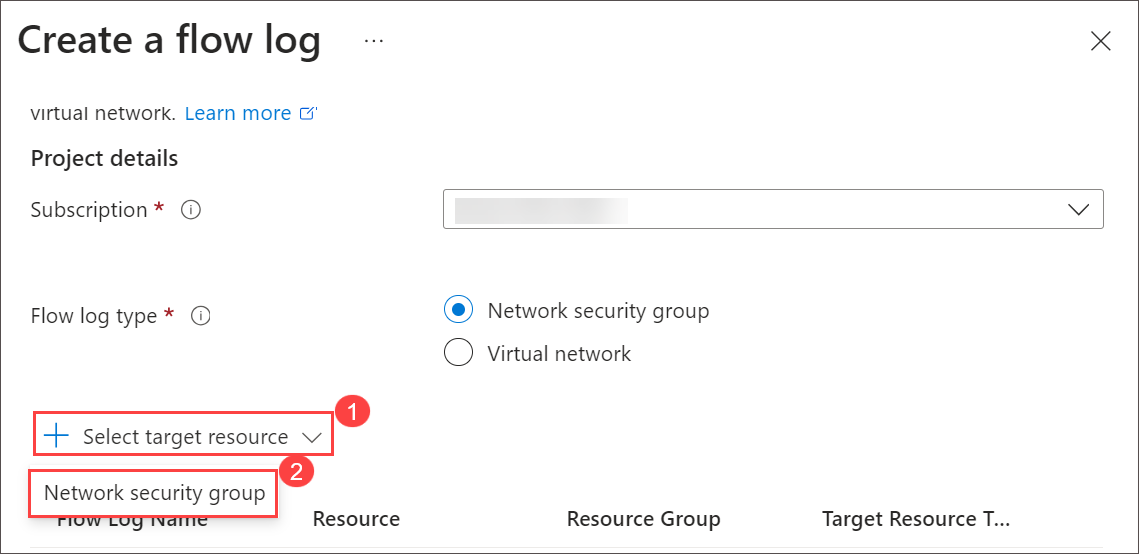 Create a flow log ...
virtual network. Learn more
Project details
Subscription *
Flow log type *
Network security group
Virtual network
1
Select target resource
2
Network security group
Flow Log Name Resource Resource Group Target Resource T...